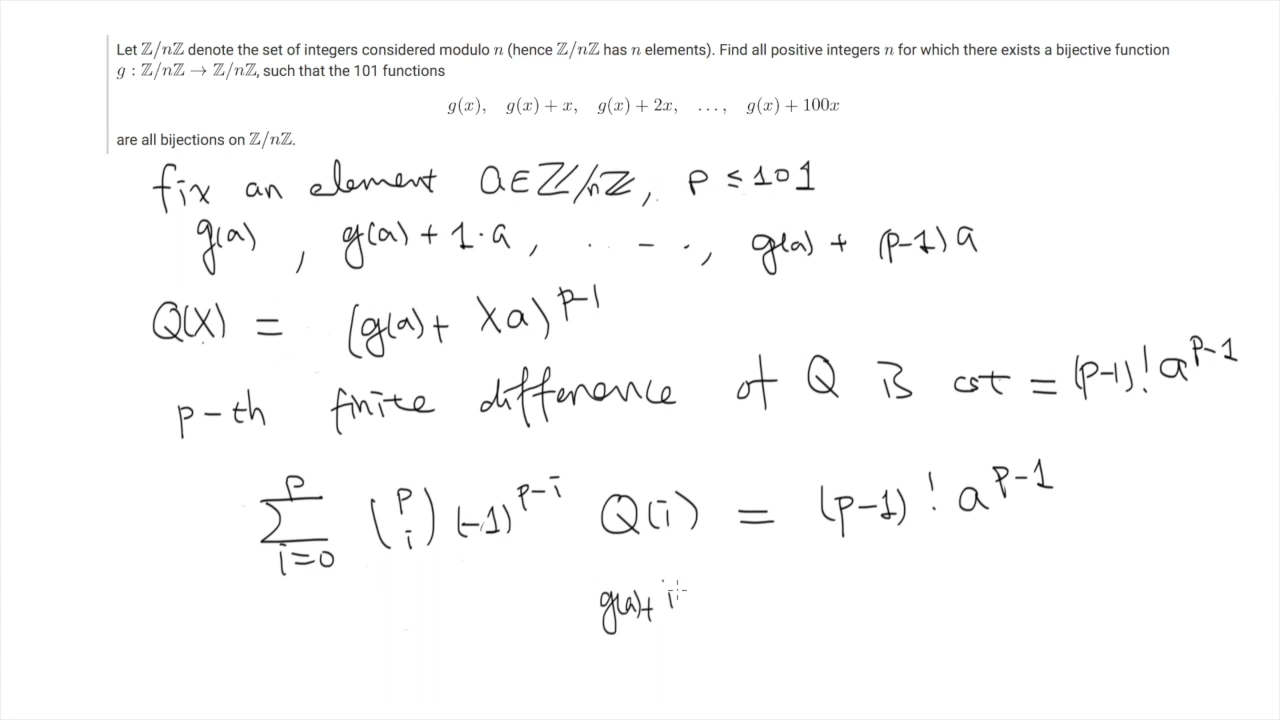 Let ℤ/nℤ denote the set of integers considered modulo n (hence ℤ/nℤ has n elements). Find all positive integers n for which there exists a bijective function
g : ℤ/nℤ → ℤ/nℤ, such that the 101 functions
g(x), g(x) + x, g(x) + 2x, ..., g(x) + 100x
are all bijections on ℤ/nℤ.
fix an element a∈ℤ/nℤ, p ≤ 101
g(a), g(a) + 1·a, · - ·, g(a) + (p-1)a
Q(X) = (g(a) + Xa)^{p-1}
p-th finite difference of Q is cst = (p-1)! a^{p-1}
\sum_{i=0}^{p} \binom{p}{i} (-1)^{p-i} Q(i) = (p-1)! a^{p-1}
g(a)+ i